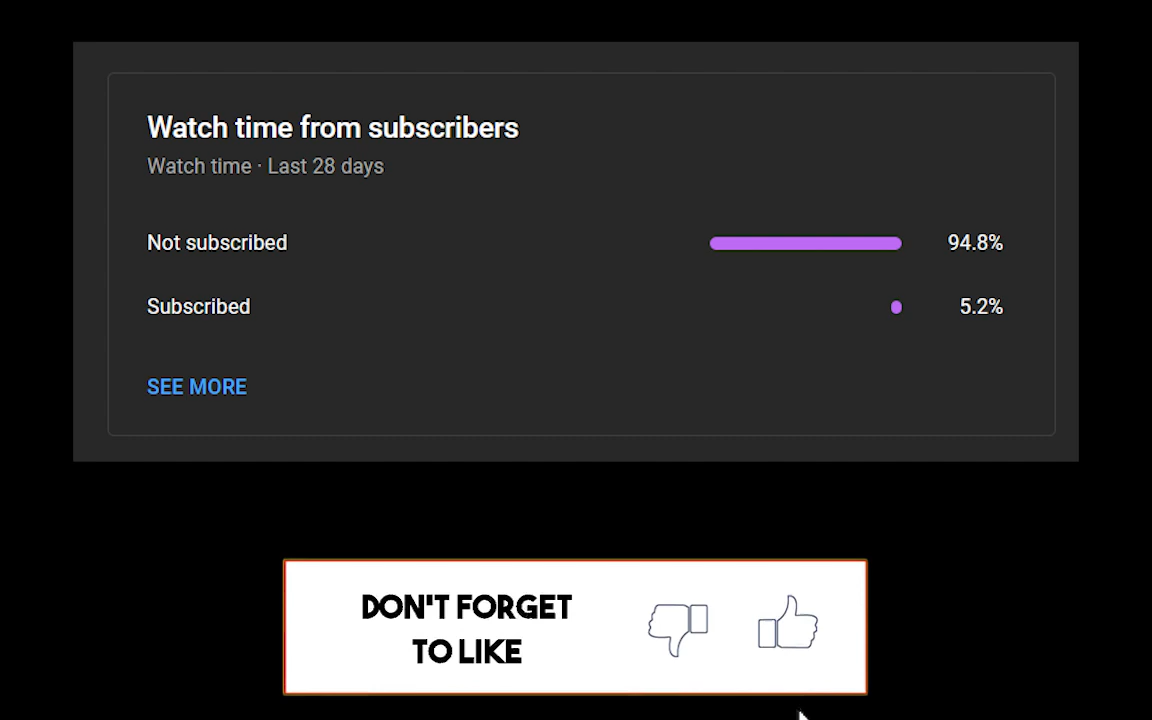 Watch time from subscribers
Watch time · Last 28 days
Not subscribed 94.8%
Subscribed 5.2%
SEE MORE
DON'T FORGET
TO LIKE